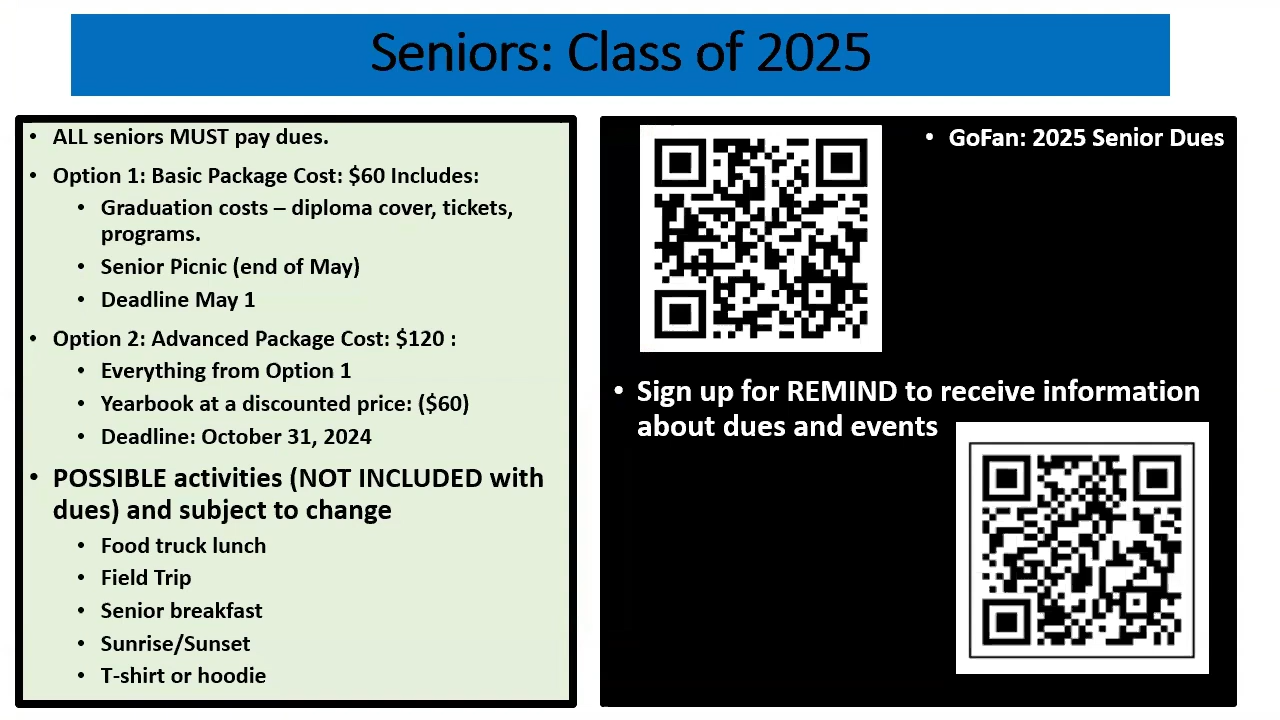 Seniors: Class of 2025
• ALL seniors MUST pay dues.
• Option 1: Basic Package Cost: $60 Includes:
• Graduation costs – diploma cover, tickets,
programs.
• Senior Picnic (end of May)
• Deadline May 1
• Option 2: Advanced Package Cost: $120 :
• Everything from Option 1
• Yearbook at a discounted price: ($60)
• Deadline: October 31, 2024
• POSSIBLE activities (NOT INCLUDED with
dues) and subject to change
• Food truck lunch
• Field Trip
• Senior breakfast
• Sunrise/Sunset
• T-shirt or hoodie
• GoFan: 2025 Senior Dues
• Sign up for REMIND to receive information
about dues and events